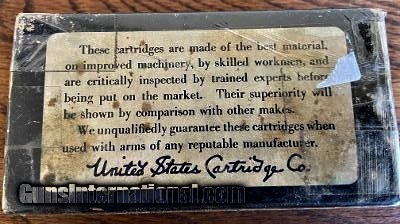 These cartridges are made of the best material,
on improved machinery, by skilled workmen, and
are critically inspected by trained experts before
being put on the market. Their superiority will
be shown by comparison with other makes.
We unqualifiedly guarantee these cartridges when
used with arms of any reputable manufacturer.
United States Cartridge Co.
GunsInternational.com